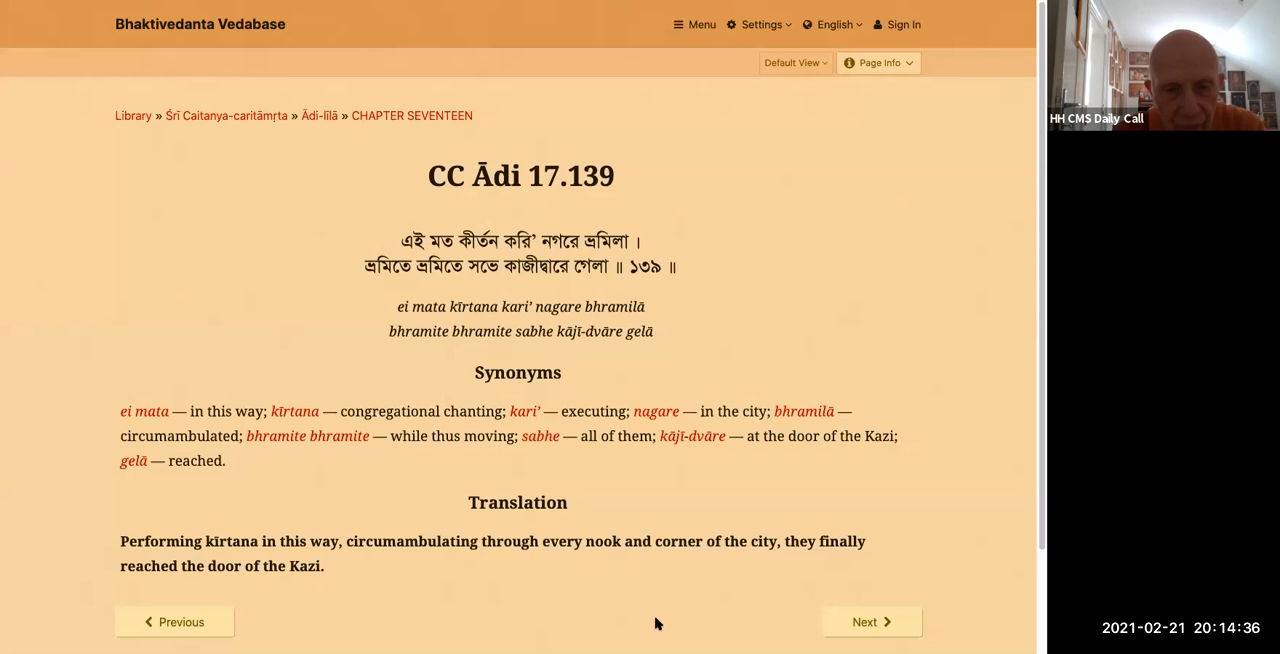 Bhaktivedanta Vedabase
Menu Settings English Sign In
Default View Page Info
Library » Śrī Caitanya-caritāmṛta » Ādi-līlā » CHAPTER SEVENTEEN
CC Ādi 17.139
এই মত কীর্তন করি’ নগরে ভ্রমিলা ।
ভ্রমিতে ভ্রমিতে সভে কাজীদ্বারে গেলা ॥ ১৩৯ ॥
ei mata kīrtana kari’ nagare bhramilā
bhramite bhramite sabhe kājī-dvāre gelā
Synonyms
ei mata — in this way; kīrtana — congregational chanting; kari’ — executing; nagare — in the city; bhramilā —
circumambulated; bhramite bhramite — while thus moving; sabhe — all of them; kājī-dvāre — at the door of the Kazi;
gelā — reached.
Translation
Performing kīrtana in this way, circumambulating through every nook and corner of the city, they finally
reached the door of the Kazi.
Previous Next
HH CMS Daily Call
2021-02-21 20:14:36